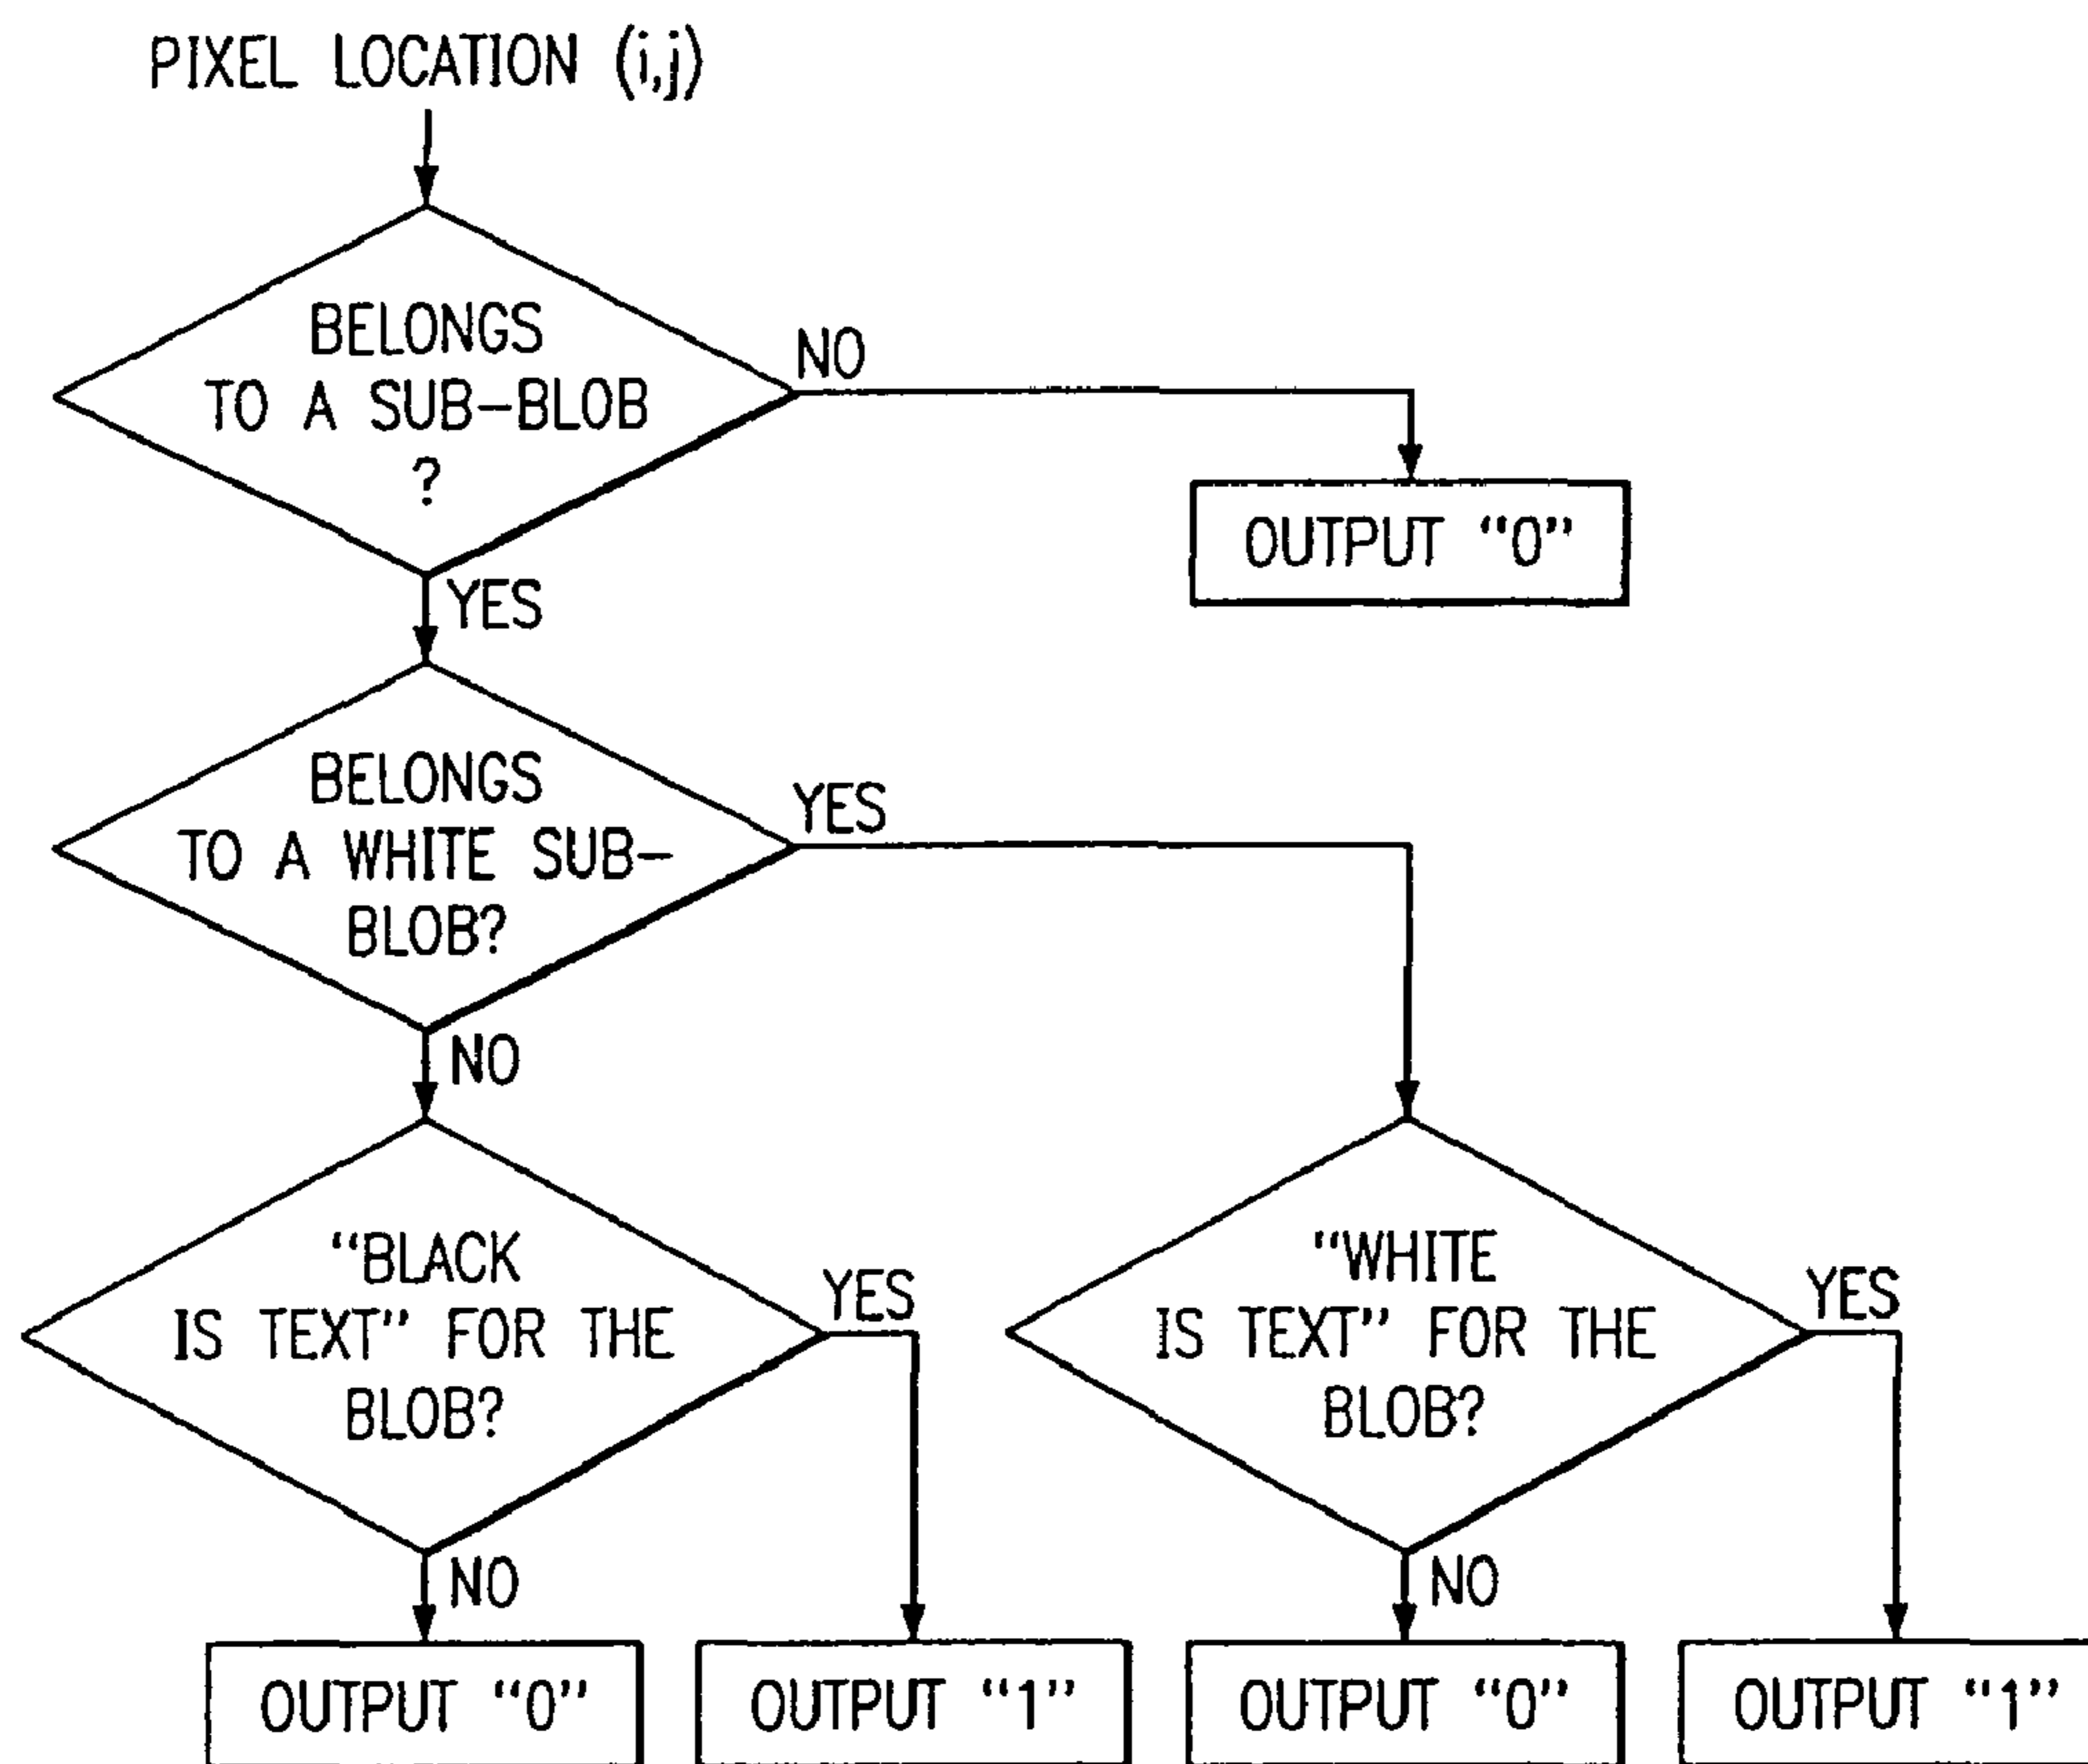 PIXEL LOCATION (i,j)
BELONGS
TO A SUB-BLOB
?
NO
OUTPUT "0"
YES
BELONGS
TO A WHITE SUB-
BLOB?
YES
NO
"BLACK
IS TEXT" FOR THE
BLOB?
YES
"WHITE
IS TEXT" FOR THE
BLOB?
YES
NO
NO
OUTPUT "0"
OUTPUT "1"
OUTPUT "0"
OUTPUT "1"